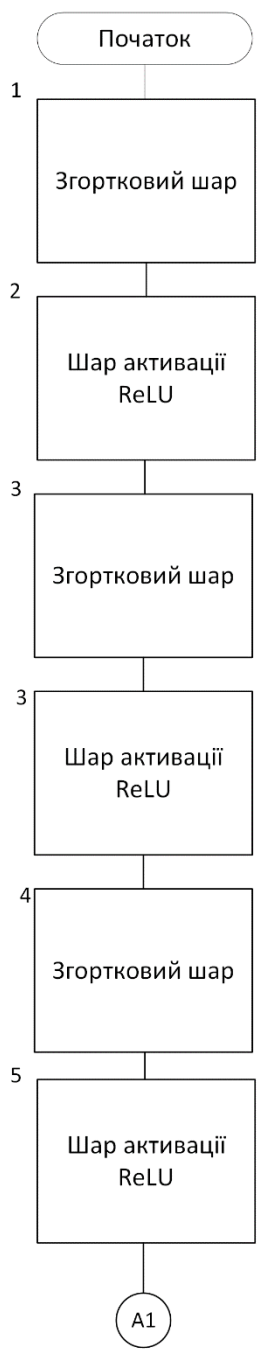 Початок
1
Згортковий шар
2
Шар активації
ReLU
3
Згортковий шар
3
Шар активації
ReLU
4
Згортковий шар
5
Шар активації
ReLU
A1